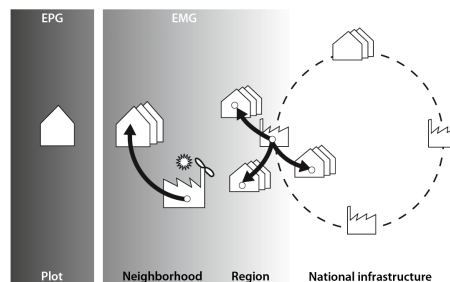 EPG
EMG
Plot
Neighborhood
Region
National infrastructure